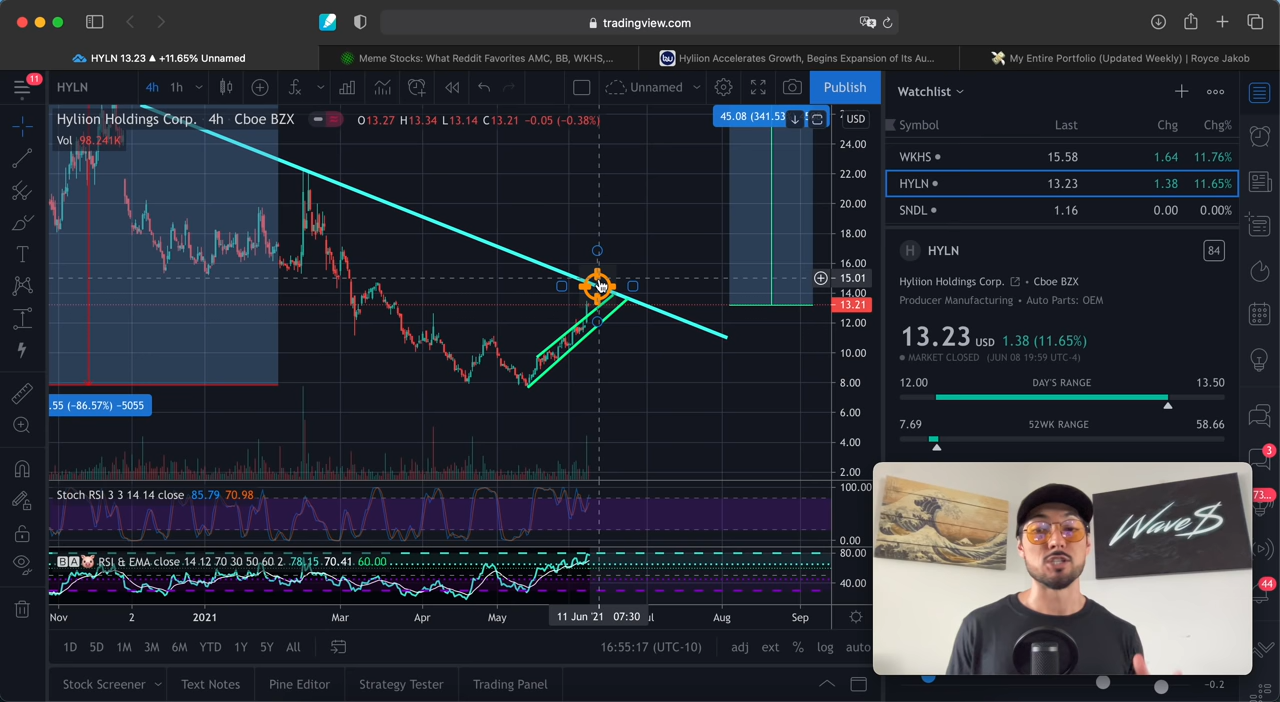 tradingview.com
HYLN 13.23 ▲ +11.65% Unnamed
Meme Stocks: What Reddit Favorites AMC, BB, WKHS,...
Hyliion Accelerates Growth, Begins Expansion of Its Au...
My Entire Portfolio (Updated Weekly) | Royce Jakob
11
HYLN
4h
1h
Unnamed
Publish
Watchlist
Hyliion Holdings Corp. · 4h · Cboe BZX
O13.27 H13.34 L13.14 C13.21 -0.05 (-0.38%)
Vol 98.241K
45.08 (341.53
USD
24.00
22.00
20.00
18.00
16.00
15.01
14.00
13.21
12.00
10.00
8.00
6.00
4.00
2.00
.55 (−86.57%) −5055
Stoch RSI 3 3 14 14 close 85.79 70.98
100.00
0.00
B A RSI & EMA close 14 12 70 30 50 60 2 78.15 70.41 60.00
80.00
40.00
Nov
2
2021
Mar
Apr
May
11 Jun '21 07:30
Aug
Sep
1D 5D 1M 3M 6M YTD 1Y 5Y All
16:55:17 (UTC-10)
adj ext % log auto
Stock Screener
Text Notes
Pine Editor
Strategy Tester
Trading Panel
Symbol Last Chg Chg%
WKHS 15.58 1.64 11.76%
HYLN 13.23 1.38 11.65%
SNDL 1.16 0.00 0.00%
H HYLN
84
Hyliion Holdings Corp. · Cboe BZX
Producer Manufacturing • Auto Parts: OEM
13.23 USD 1.38 (11.65%)
MARKET CLOSED (JUN 08 19:59 UTC-4)
12.00 DAY'S RANGE 13.50
7.69 52WK RANGE 58.66
3
73...
44
Wave$
-0.2